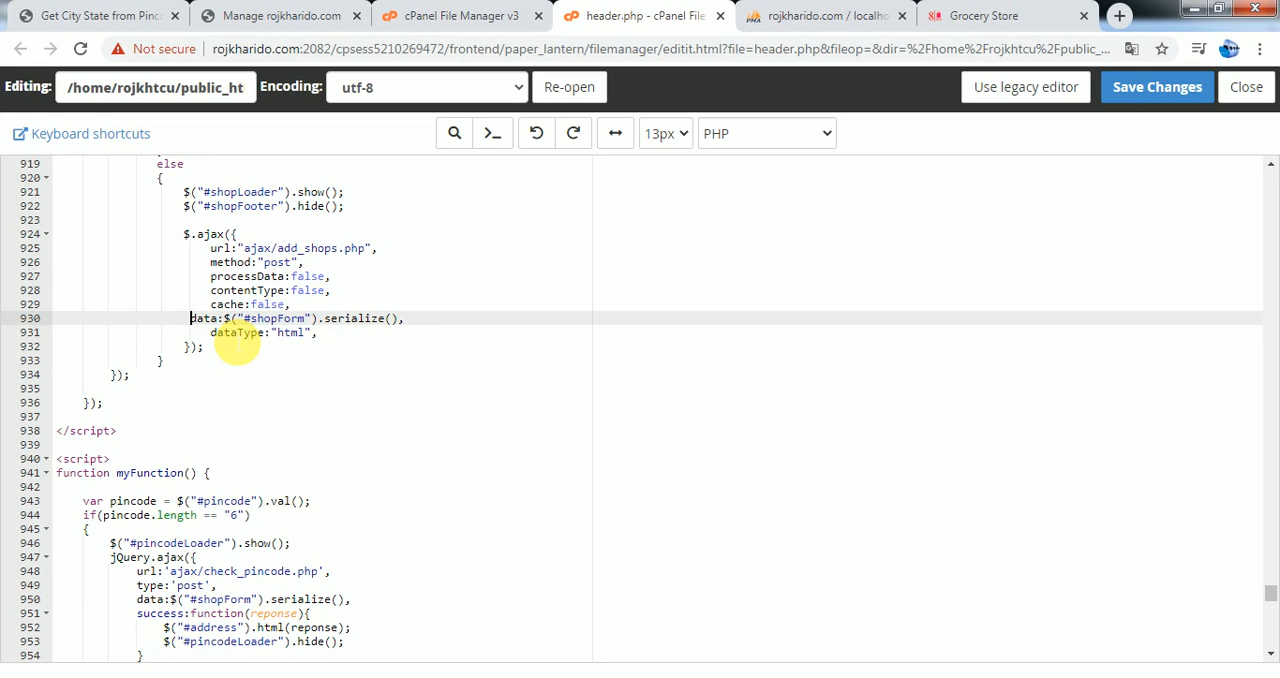 Get City State from Pinco
Manage rojkharido.com
cPanel File Manager v3
header.php - cPanel File
rojkharido.com / localho
Grocery Store
Not secure
rojkharido.com:2082/cpsess5210269472/frontend/paper_lantern/filemanager/editit.html?file=header.php&fileop=&dir=%2Fhome%2Frojkhtcu%2Fpublic_...
Editing: /home/rojkhtcu/public_ht Encoding: utf-8 Re-open Use legacy editor Save Changes Close
Keyboard shortcuts 13px PHP
919 else
920 {
921 $("#shopLoader").show();
922 $("#shopFooter").hide();
923
924 $.ajax({
925 url:"ajax/add_shops.php",
926 method:"post",
927 processData:false,
928 contentType:false,
929 cache:false,
930 data:$("#shopForm").serialize(),
931 dataType:"html",
932 });
933 }
934 });
935
936 });
937
938 </script>
939
940 <script>
941 function myFunction() {
942
943 var pincode = $("#pincode").val();
944 if(pincode.length == "6")
945 {
946 $("#pincodeLoader").show();
947 jQuery.ajax({
948 url:'ajax/check_pincode.php',
949 type:'post',
950 data:$("#shopForm").serialize(),
951 success:function(reponse){
952 $("#address").html(reponse);
953 $("#pincodeLoader").hide();
954 }